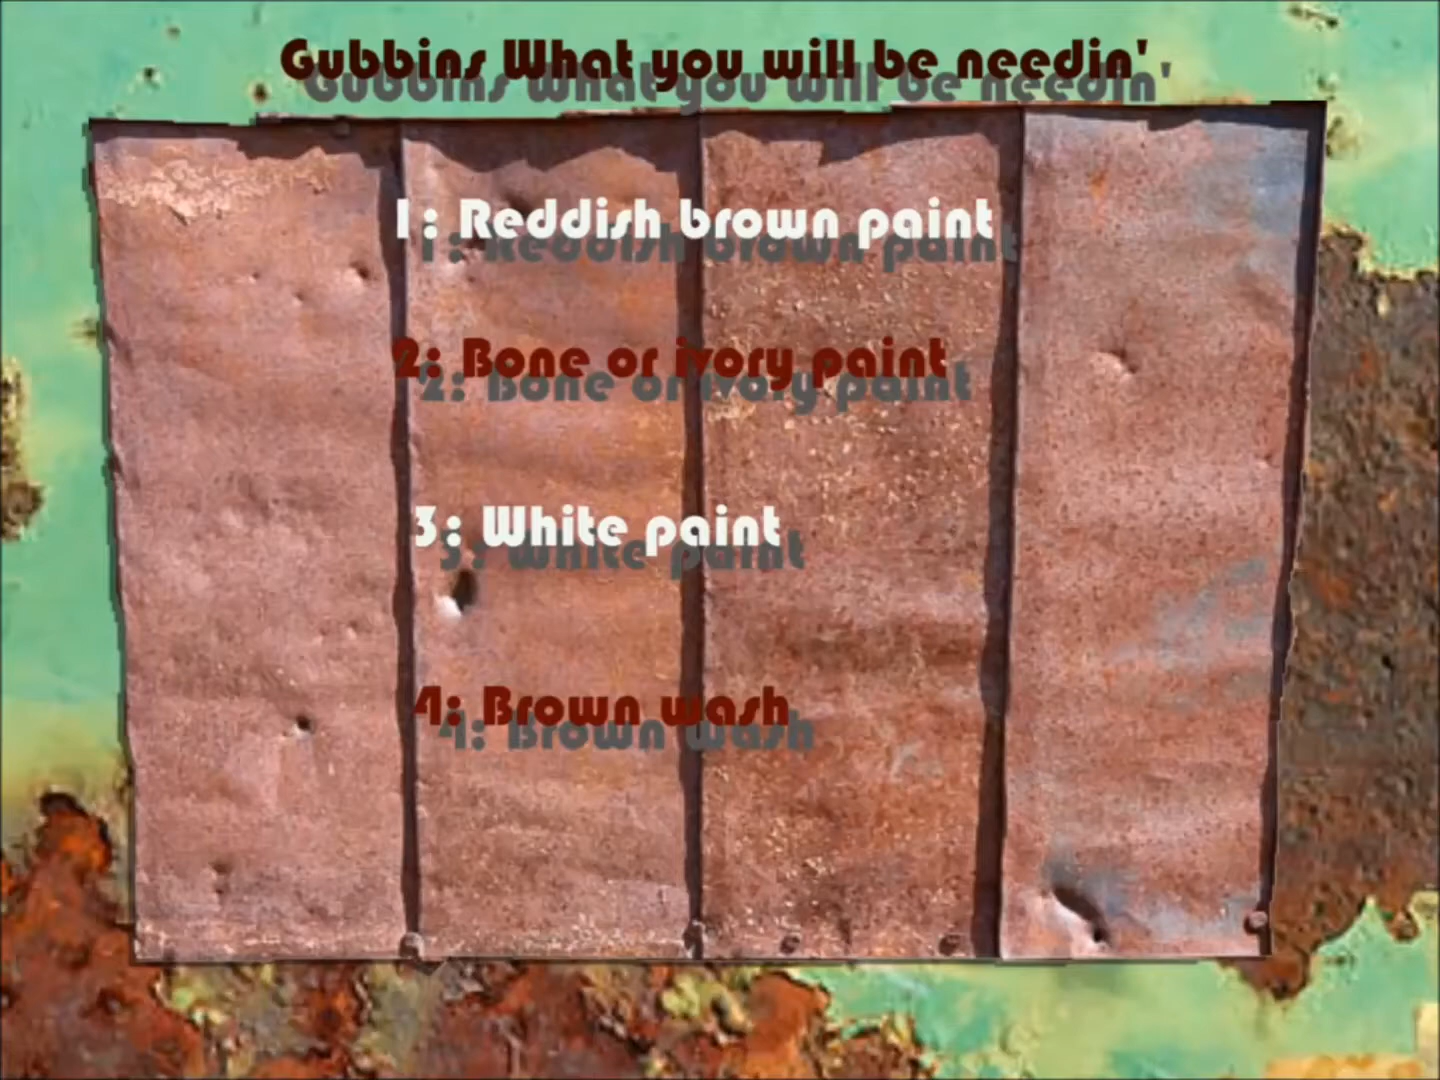 Gubbins What you will be needin'
1: Reddish brown paint
2: Bone or ivory paint
3: White paint
4: Brown wash